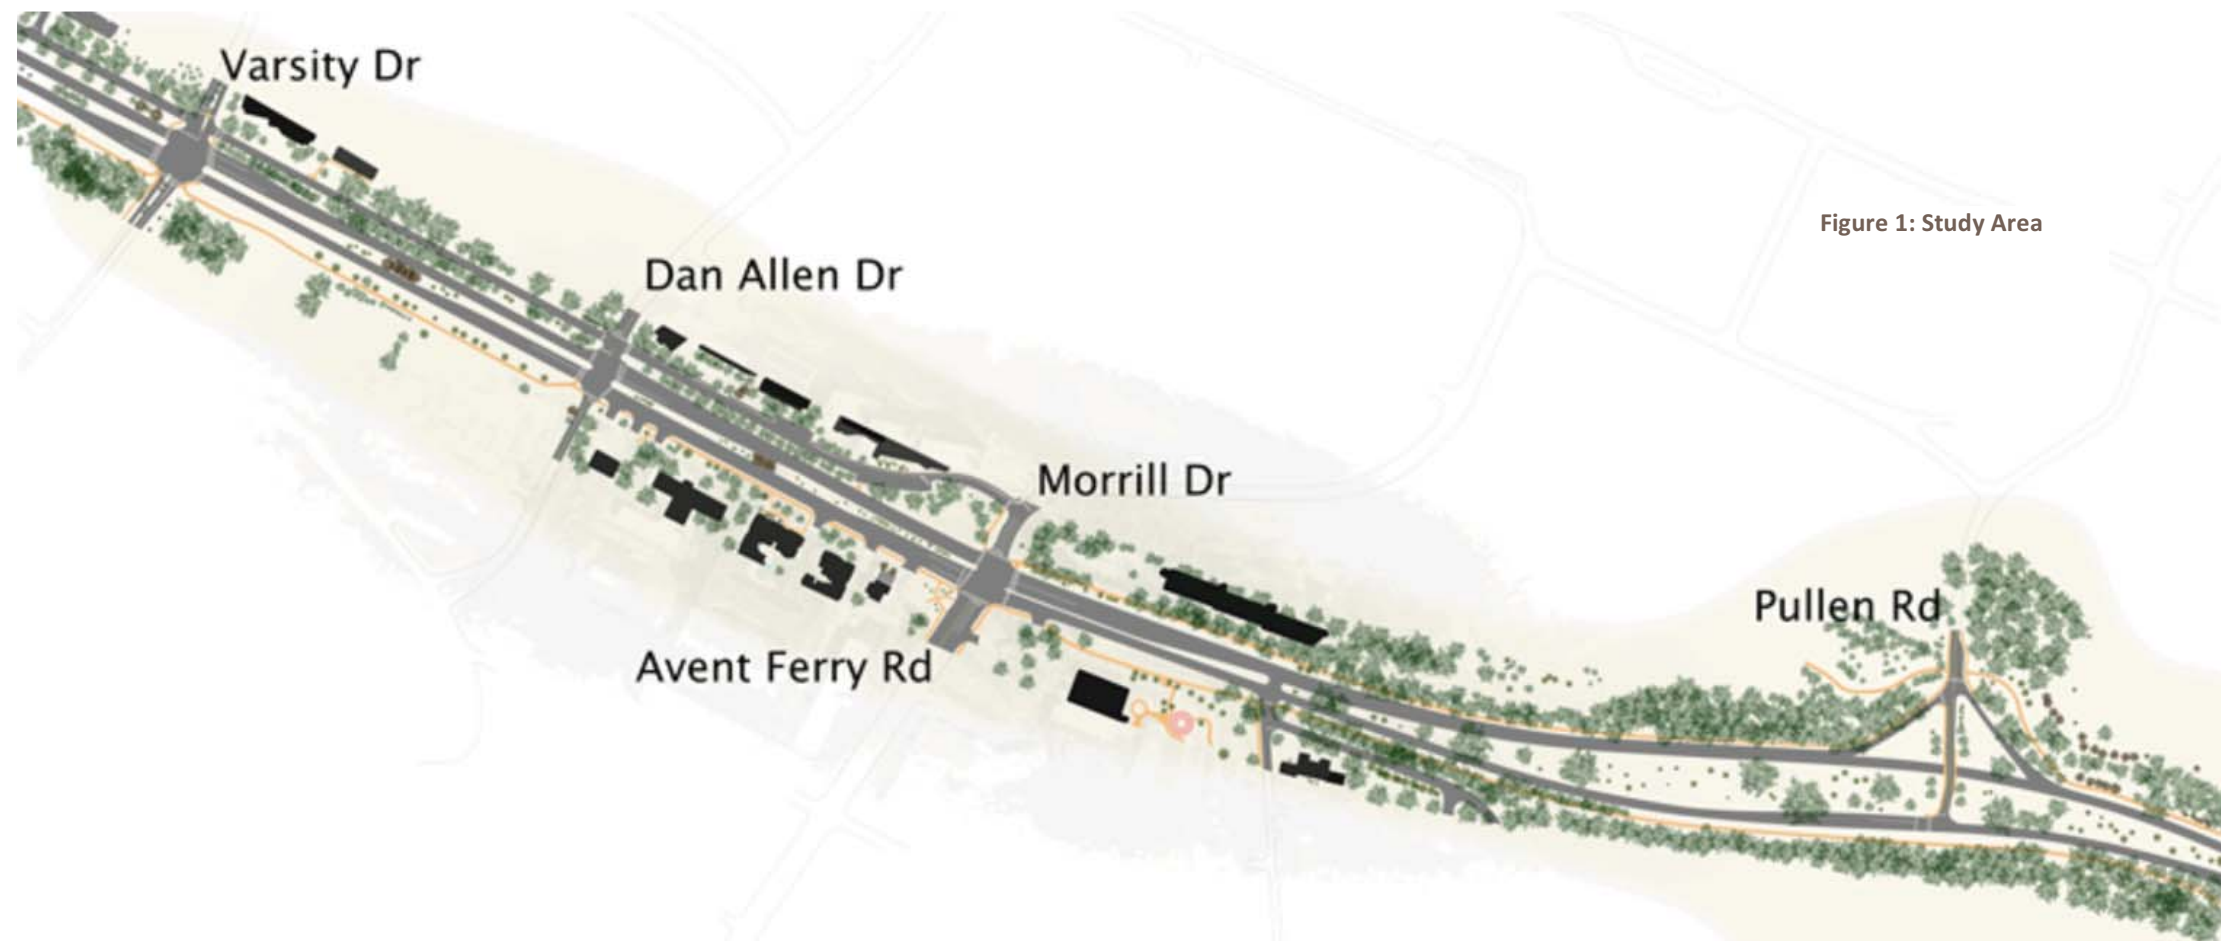 Varsity Dr
Figure 1: Study Area
Dan Allen Dr
Morrill Dr
Pullen Rd
Avent Ferry Rd